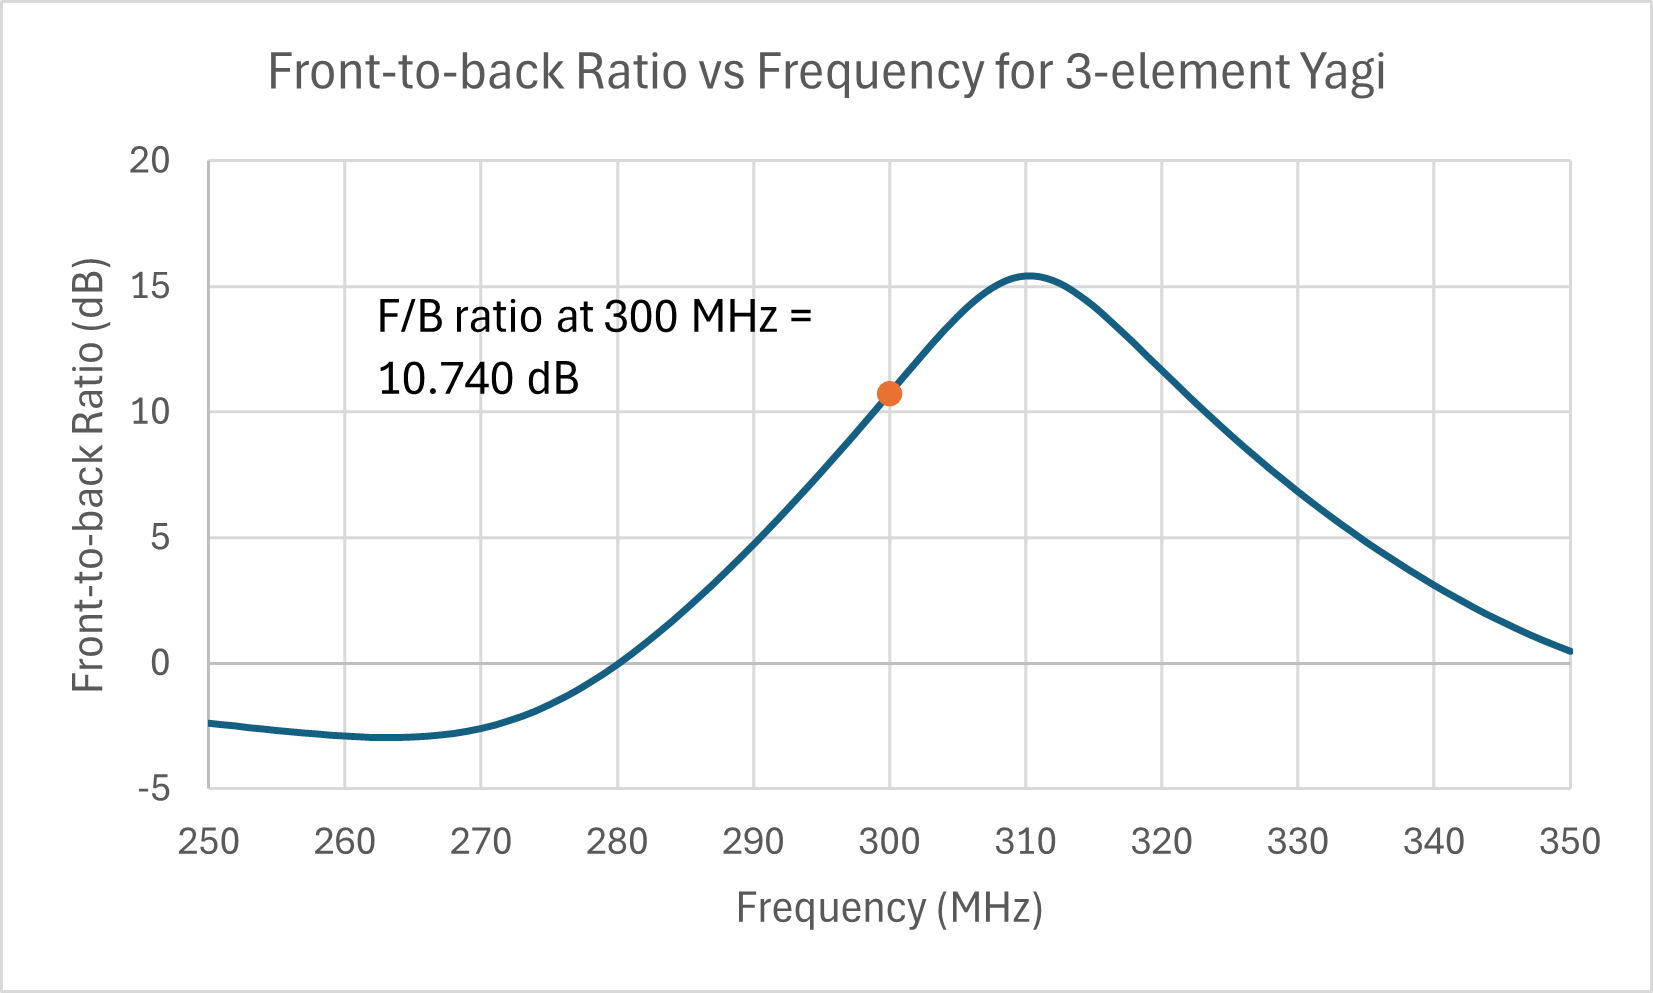 Front-to-back Ratio vs Frequency for 3-element Yagi
20
15
10
5
0
-5
Front-to-back Ratio (dB)
F/B ratio at 300 MHz =
10.740 dB
250 260 270 280 290 300 310 320 330 340 350
Frequency (MHz)